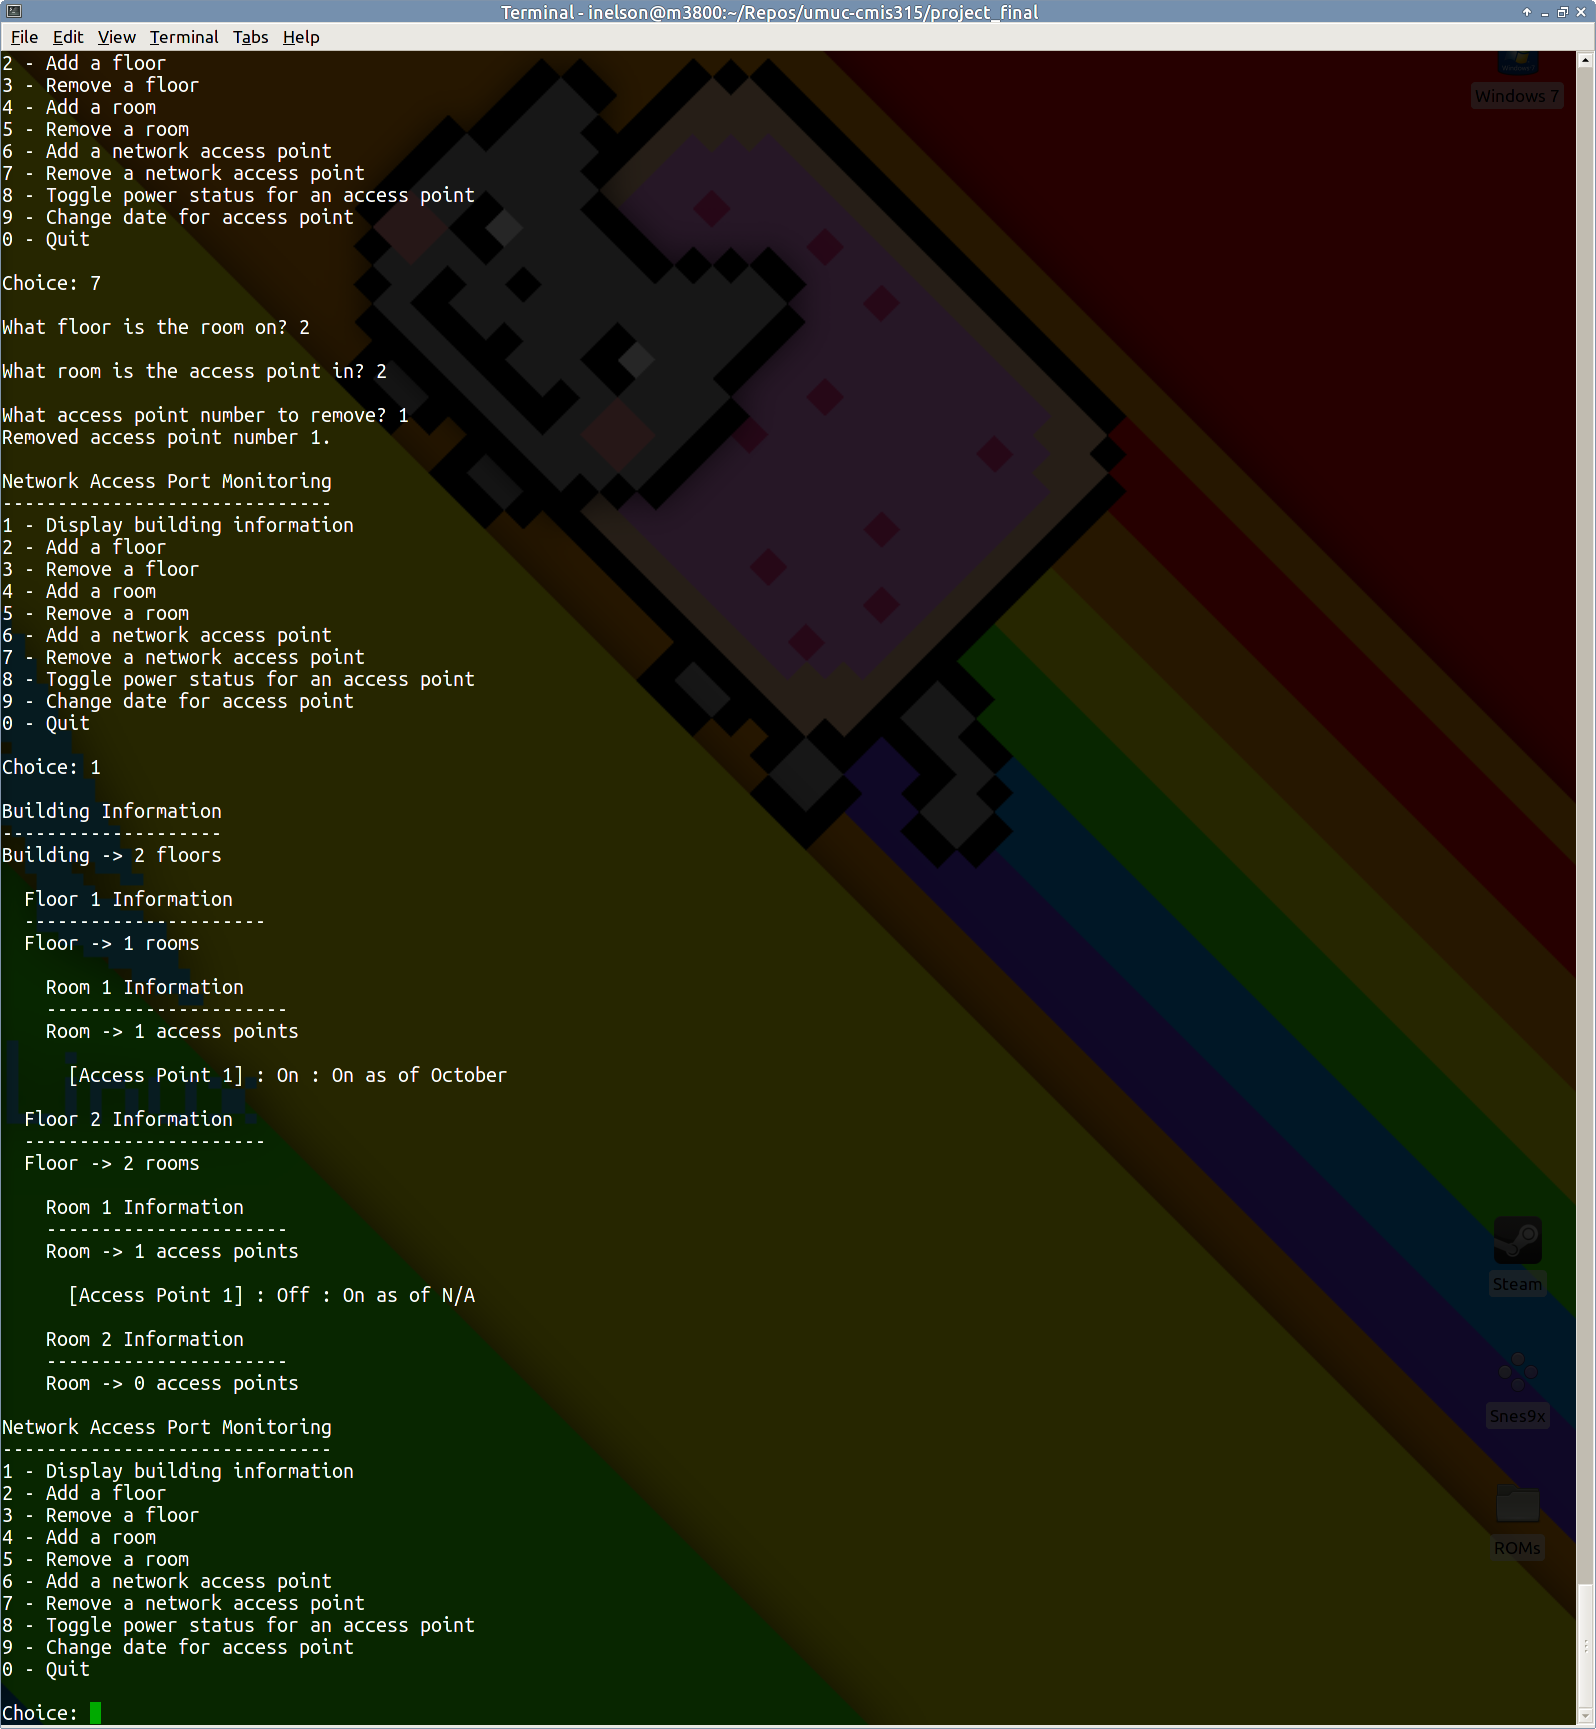 Terminal - inelson@m3800:~/Repos/umuc-cmis315/project_final
File Edit View Terminal Tabs Help
2 - Add a floor
3 - Remove a floor
4 - Add a room
5 - Remove a room
6 - Add a network access point
7 - Remove a network access point
8 - Toggle power status for an access point
9 - Change date for access point
0 - Quit
Choice: 7
What floor is the room on? 2
What room is the access point in? 2
What access point number to remove? 1
Removed access point number 1.
Network Access Port Monitoring
------------------------------
1 - Display building information
2 - Add a floor
3 - Remove a floor
4 - Add a room
5 - Remove a room
6 - Add a network access point
7 - Remove a network access point
8 - Toggle power status for an access point
9 - Change date for access point
0 - Quit
Choice: 1
Building Information
--------------------
Building -> 2 floors
Floor 1 Information
----------------------
Floor -> 1 rooms
Room 1 Information
----------------------
Room -> 1 access points
[Access Point 1] : On : On as of October
Floor 2 Information
----------------------
Floor -> 2 rooms
Room 1 Information
----------------------
Room -> 1 access points
[Access Point 1] : Off : On as of N/A
Room 2 Information
----------------------
Room -> 0 access points
Network Access Port Monitoring
------------------------------
1 - Display building information
2 - Add a floor
3 - Remove a floor
4 - Add a room
5 - Remove a room
6 - Add a network access point
7 - Remove a network access point
8 - Toggle power status for an access point
9 - Change date for access point
0 - Quit
Choice:
Windows 7
Linux
Steam
Snes9x
ROMs